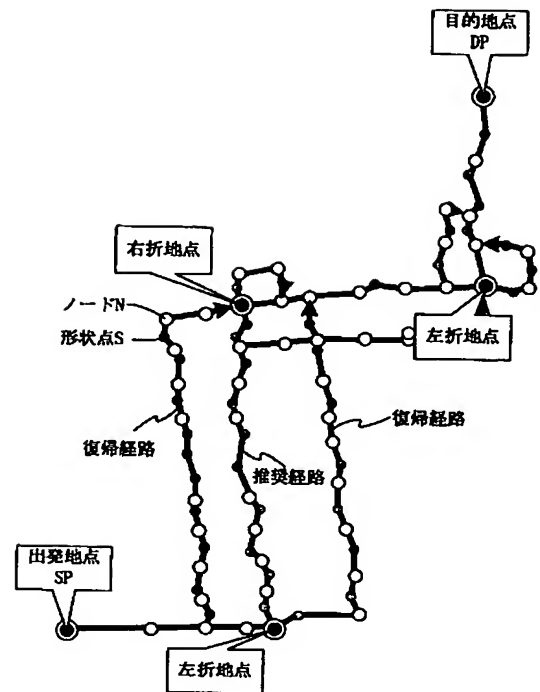 目的地点
DP
右折地点
ノードN
形状点S
左折地点
復帰経路
推奨経路
復帰経路
出発地点
SP
左折地点